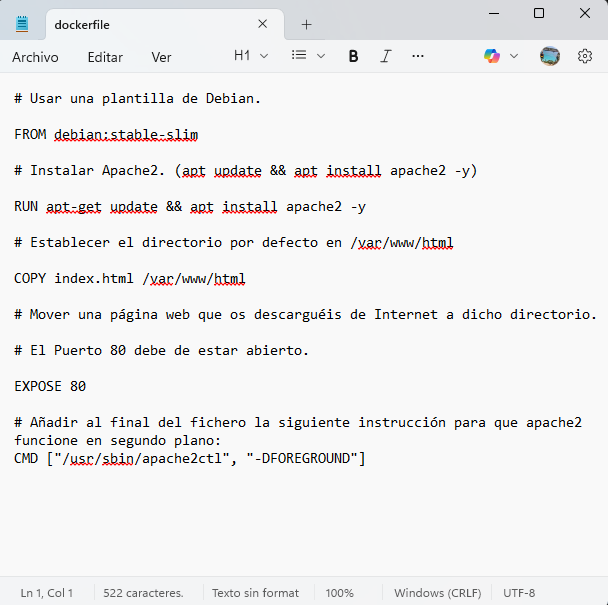 dockerfile
Archivo Editar Ver H1 B I ...
# Usar una plantilla de Debian.
FROM debian:stable-slim
# Instalar Apache2. (apt update && apt install apache2 -y)
RUN apt-get update && apt install apache2 -y
# Establecer el directorio por defecto en /var/www/html
COPY index.html /var/www/html
# Mover una página web que os descarguéis de Internet a dicho directorio.
# El Puerto 80 debe de estar abierto.
EXPOSE 80
# Añadir al final del fichero la siguiente instrucción para que apache2
funcione en segundo plano:
CMD ["/usr/sbin/apache2ctl", "-DFOREGROUND"]
Ln 1, Col 1 522 caracteres. Texto sin format 100% Windows (CRLF) UTF-8